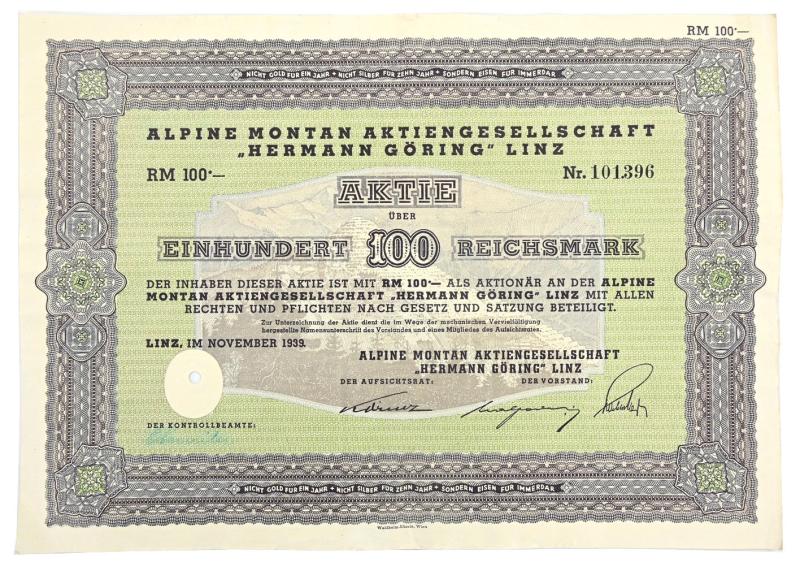 RM 100·—
NICHT GOLD FÜR EIN JAHR + NICHT SILBER FÜR ZEHN JAHR + SONDERN EISEN FÜR IMMERDAR
ALPINE MONTAN AKTIENGESELLSCHAFT
„HERMANN GÖRING" LINZ
RM 100·— Nr. 101396
AKTIE
ÜBER
EINHUNDERT 100 REICHSMARK
DER INHABER DIESER AKTIE IST MIT RM 100·— ALS AKTIONÄR AN DER ALPINE
MONTAN AKTIENGESELLSCHAFT „HERMANN GÖRING" LINZ MIT ALLEN
RECHTEN UND PFLICHTEN NACH GESETZ UND SATZUNG BETEILIGT.
Zur Unterzeichnung der Aktie dient die im Wege der mechanischen Vervielfältigung
hergestellte Namensunterschrift des Vorstandes und eines Mitgliedes des Aufsichtsrates.
LINZ, IM NOVEMBER 1939.
ALPINE MONTAN AKTIENGESELLSCHAFT
„HERMANN GÖRING" LINZ
DER AUFSICHTSRAT: DER VORSTAND:
DER KONTROLLBEAMTE:
NICHT GOLD FÜR EIN JAHR + NICHT SILBER FÜR ZEHN JAHR + SONDERN EISEN FÜR IMMERDAR
Waldheim-Eberle, Wien